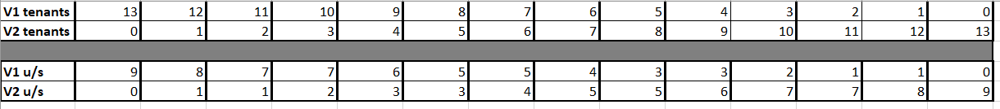 V1 tenants 13 12 11 10 9 8 7 6 5 4 3 2 1 0
V2 tenants 0 1 2 3 4 5 6 7 8 9 10 11 12 13
V1 u/s 9 8 7 7 6 5 5 4 3 3 2 1 1 0
V2 u/s 0 1 1 2 3 3 4 5 5 6 7 7 8 9